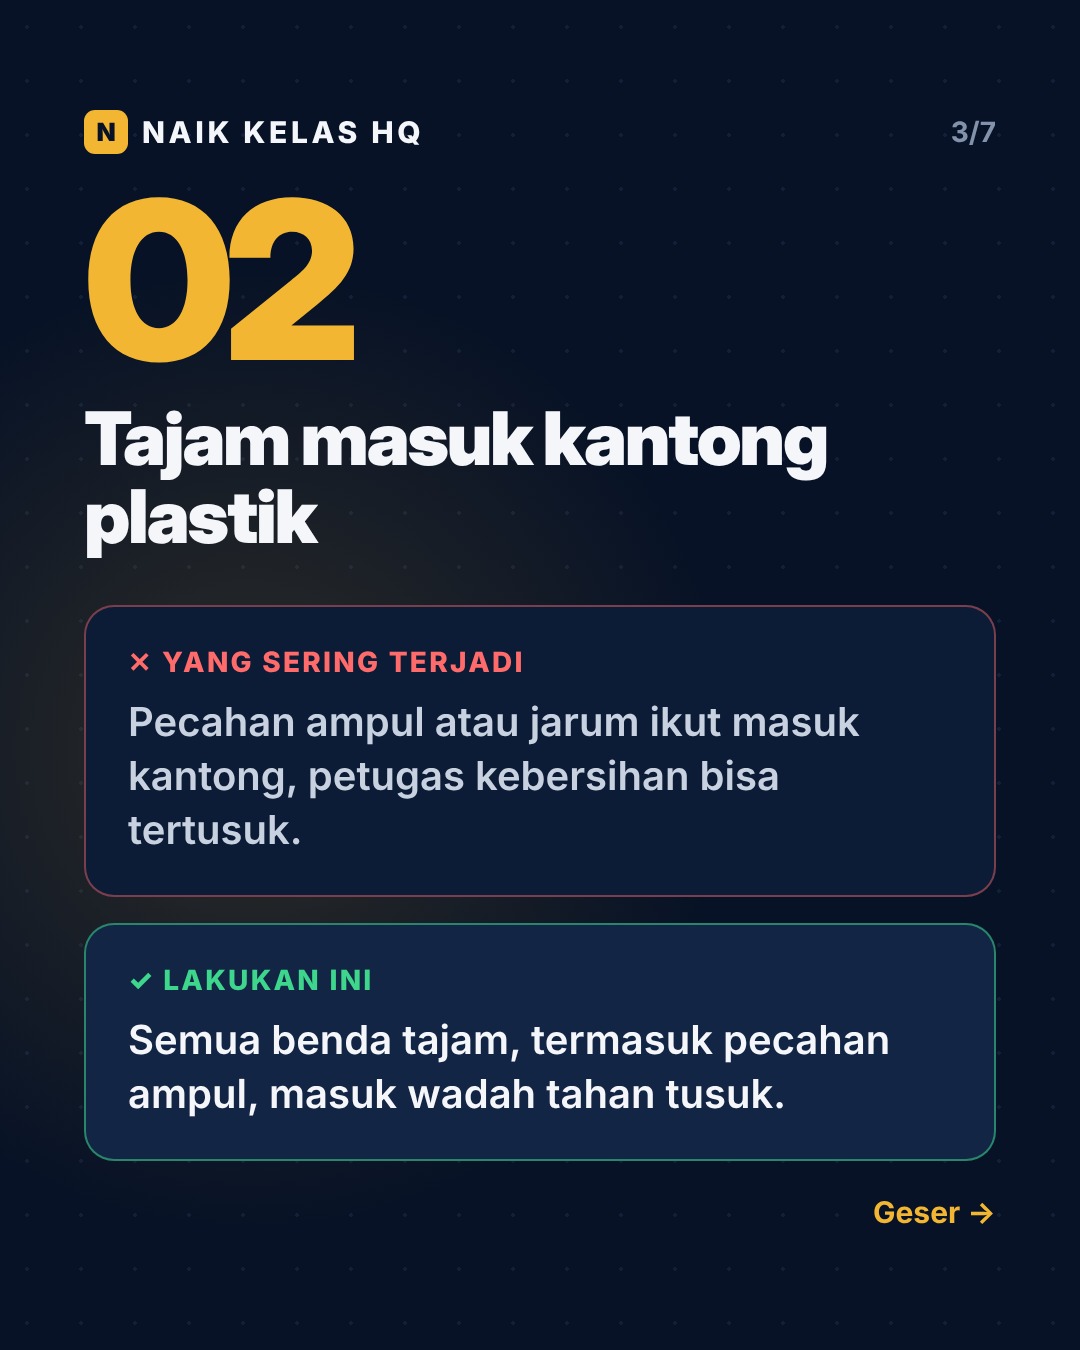 N NAIK KELAS HQ
3/7
02
Tajam masuk kantong
plastik
✕ YANG SERING TERJADI
Pecahan ampul atau jarum ikut masuk
kantong, petugas kebersihan bisa
tertusuk.
✓ LAKUKAN INI
Semua benda tajam, termasuk pecahan
ampul, masuk wadah tahan tusuk.
Geser →